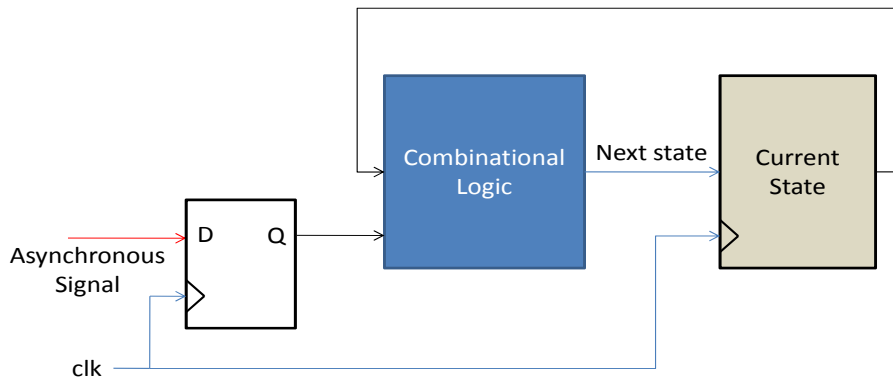 Combinational
Logic
Next state
Current
State
D
Q
Asynchronous
Signal
clk